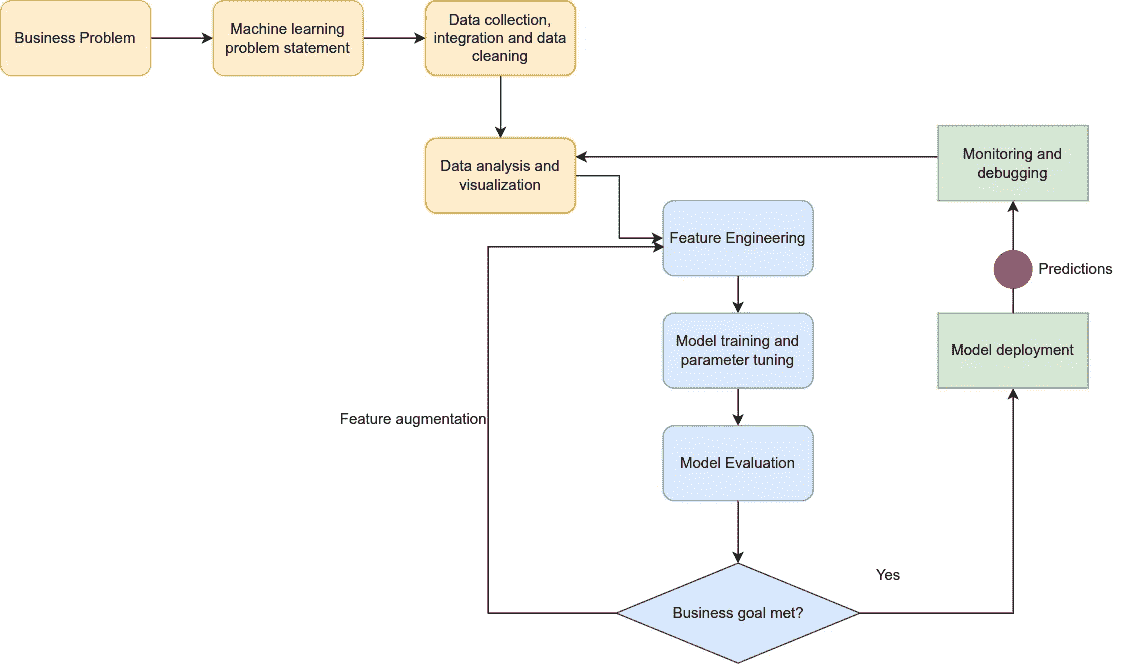 Business Problem
Machine learning
problem statement
Data collection,
integration and data
cleaning
Data analysis and
visualization
Monitoring and
debugging
Feature Engineering
Predictions
Model training and
parameter tuning
Model deployment
Feature augmentation
Model Evaluation
Yes
Business goal met?